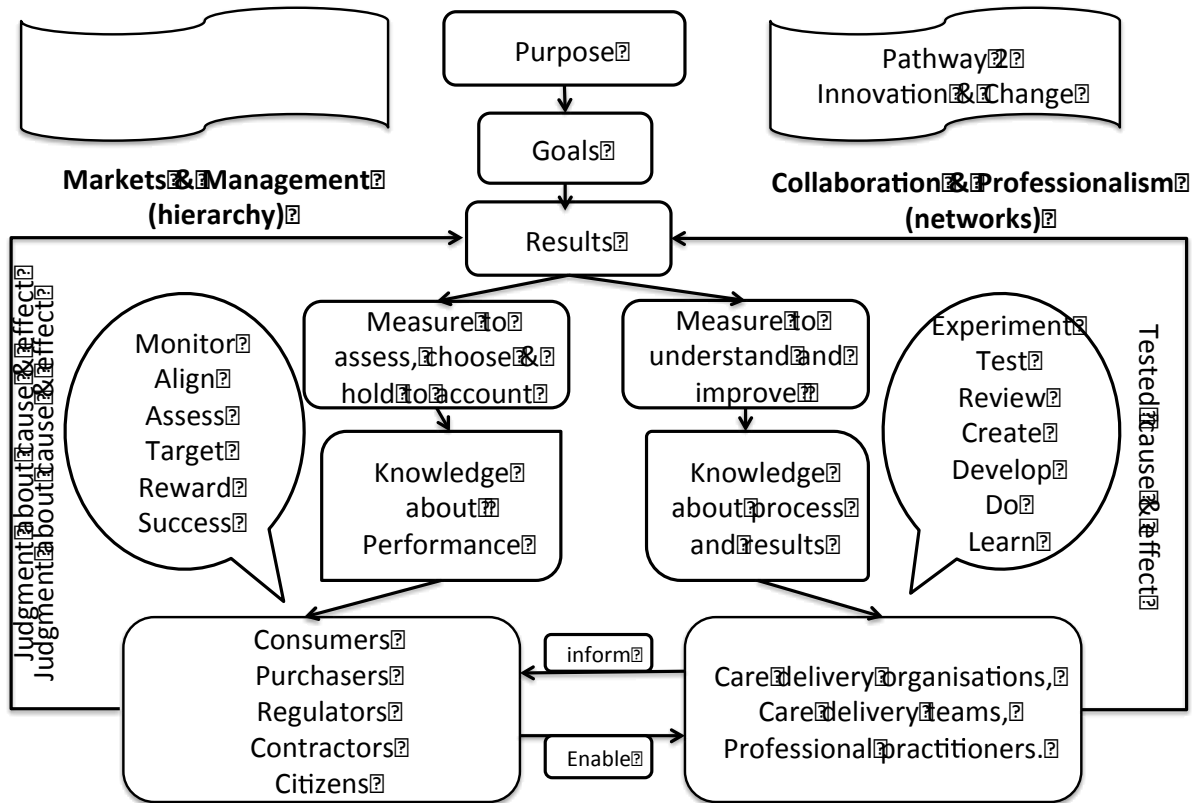 Purpose
Pathway 2
Innovation & Change
Goals
Markets & Management
(hierarchy)
Collaboration & Professionalism
(networks)
Results
Judgment about cause & effect
Judgment about cause & effect
Monitor
Align
Assess
Target
Reward
Success
Measure to
assess, choose &
hold to account
Measure to
understand and
improve
Experiment
Test
Review
Create
Develop
Do
Learn
Tested cause & effect
Knowledge
about
Performance
Knowledge
about process
and results
Consumers
Purchasers
Regulators
Contractors
Citizens
inform
Enable
Care delivery organisations,
Care delivery teams,
Professional practitioners.